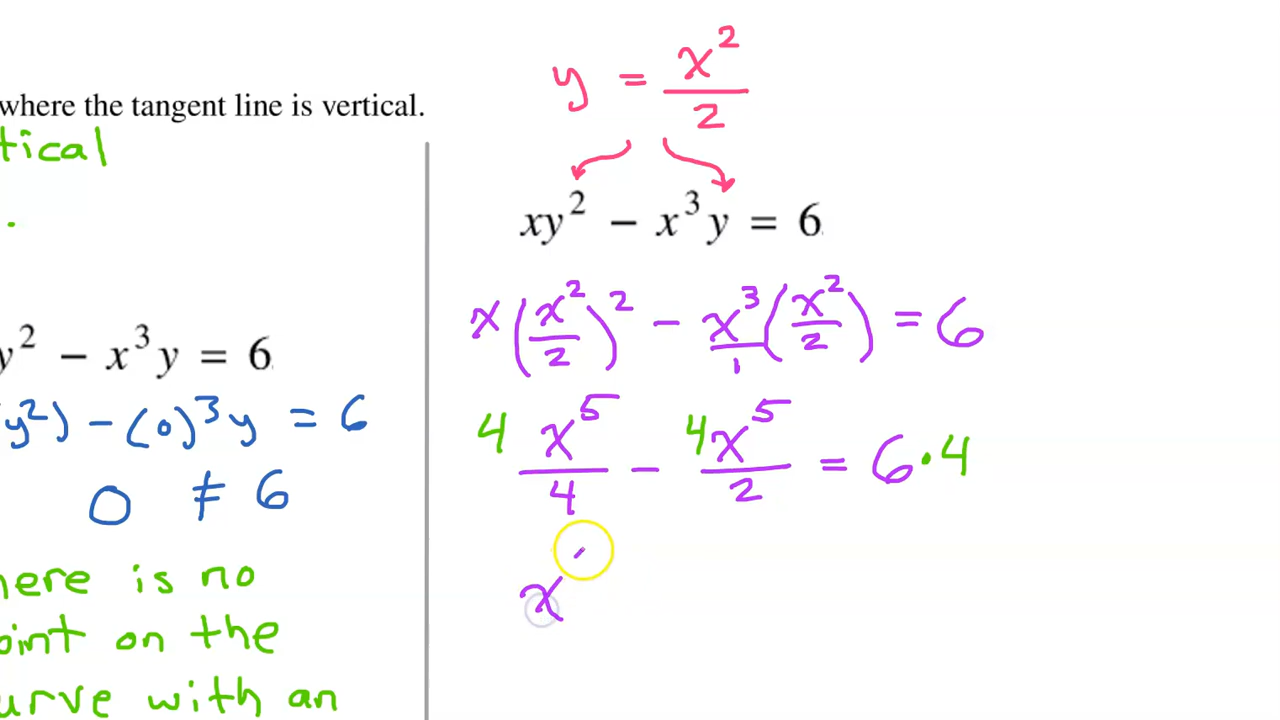 where the tangent line is vertical.
tical
.
y² − x³y = 6
y²) − (0)³y = 6
0 ≠ 6
here is no
oint on the
urve with an
y = x²/2
xy² − x³y = 6
x(x²/2)² − x³/1(x²/2) = 6
4 x⁵/4 − 4x⁵/2 = 6·4
x